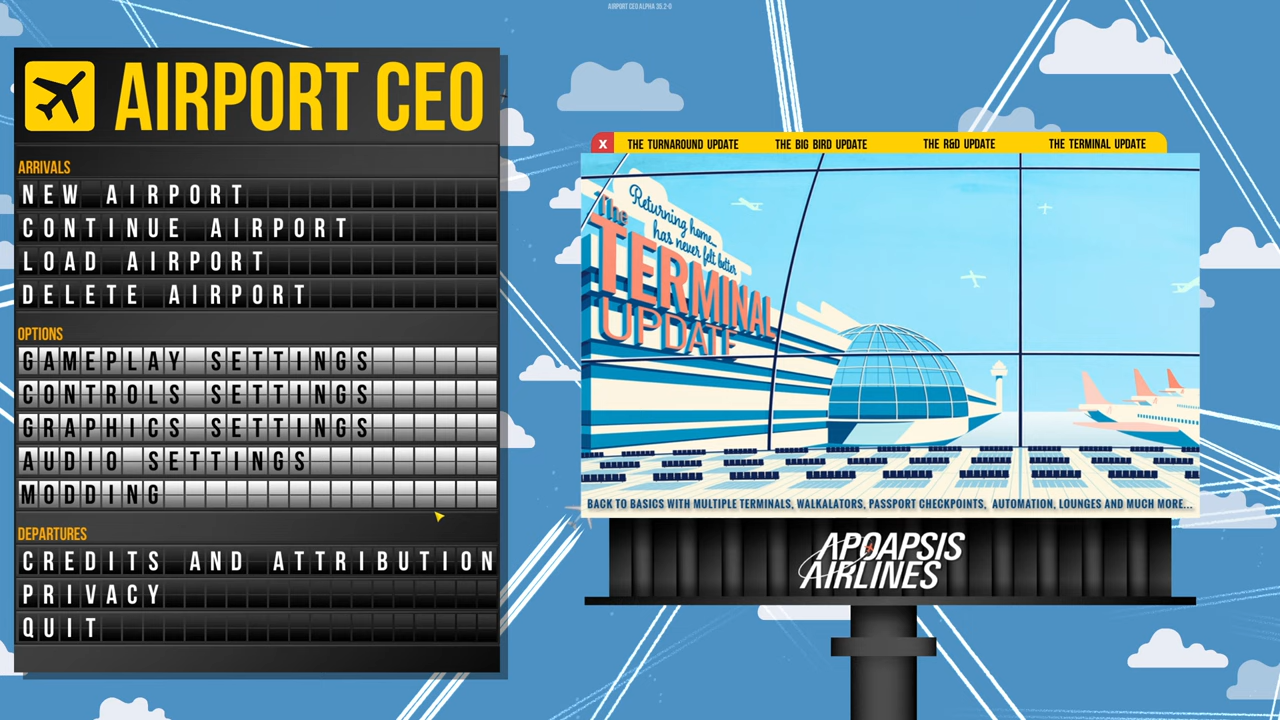 AIRPORT CEO ALPHA 35.2-0
AIRPORT CEO
ARRIVALS
NEW AIRPORT
CONTINUE AIRPORT
LOAD AIRPORT
DELETE AIRPORT
OPTIONS
GAMEPLAY SETTINGS
CONTROLS SETTINGS
GRAPHICS SETTINGS
AUDIO SETTINGS
MODDING
DEPARTURES
CREDITS AND ATTRIBUTION
PRIVACY
QUIT
X THE TURNAROUND UPDATE THE BIG BIRD UPDATE THE R&D UPDATE THE TERMINAL UPDATE
Returning home...
has never felt better
The
TERMINAL
UPDATE
BACK TO BASICS WITH MULTIPLE TERMINALS, WALKALATORS, PASSPORT CHECKPOINTS, AUTOMATION, LOUNGES AND MUCH MORE...
APOAPSIS
AIRLINES